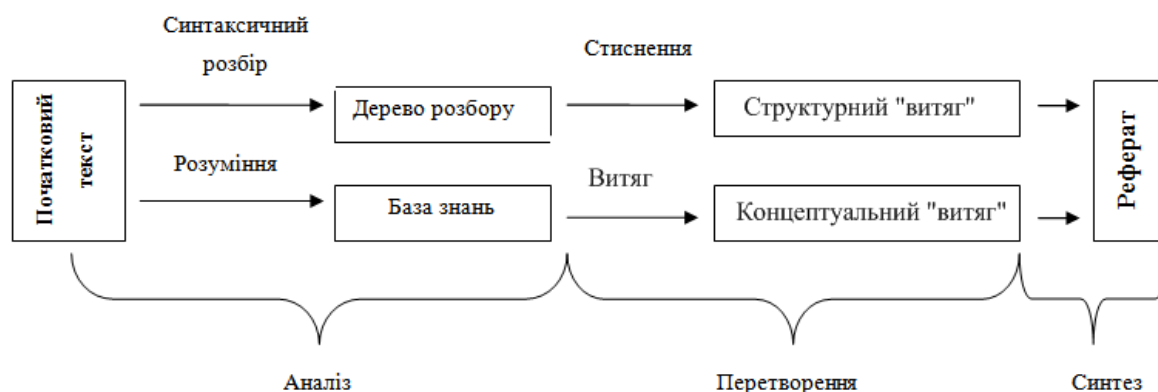 Синтаксичний
розбір
Стиснення
Початковий
текст
Дерево розбору
Структурний "витяг"
Реферат
Розуміння
Витяг
База знань
Концептуальний "витяг"
Аналіз
Перетворення
Синтез